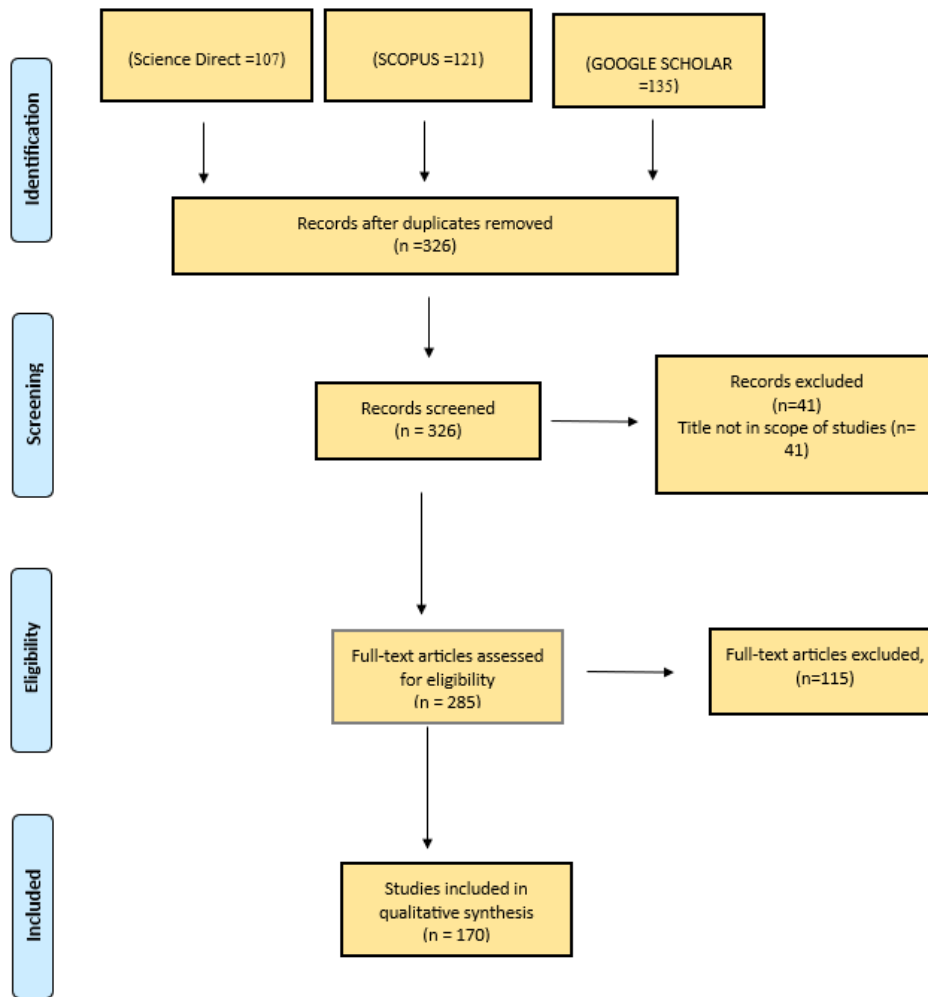 Identification
(Science Direct =107)
(SCOPUS =121)
(GOOGLE SCHOLAR
=135)
Records after duplicates removed
(n =326)
Screening
Records screened
(n = 326)
Records excluded
(n=41)
Title not in scope of studies (n=
41)
Eligibility
Full-text articles assessed
for eligibility
(n = 285)
Full-text articles excluded,
(n=115)
Included
Studies included in
qualitative synthesis
(n = 170)